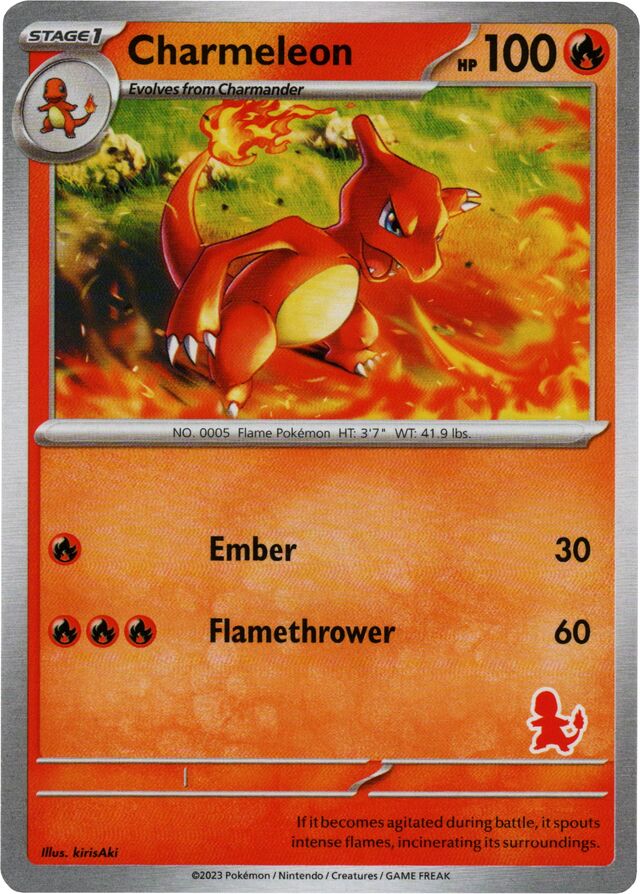 STAGE1
Charmeleon
HP 100
Evolves from Charmander
NO. 0005 Flame Pokémon HT: 3'7" WT: 41.9 lbs.
Ember 30
Flamethrower 60
If it becomes agitated during battle, it spouts
intense flames, incinerating its surroundings.
Illus. kirisAki
©2023 Pokémon / Nintendo / Creatures / GAME FREAK